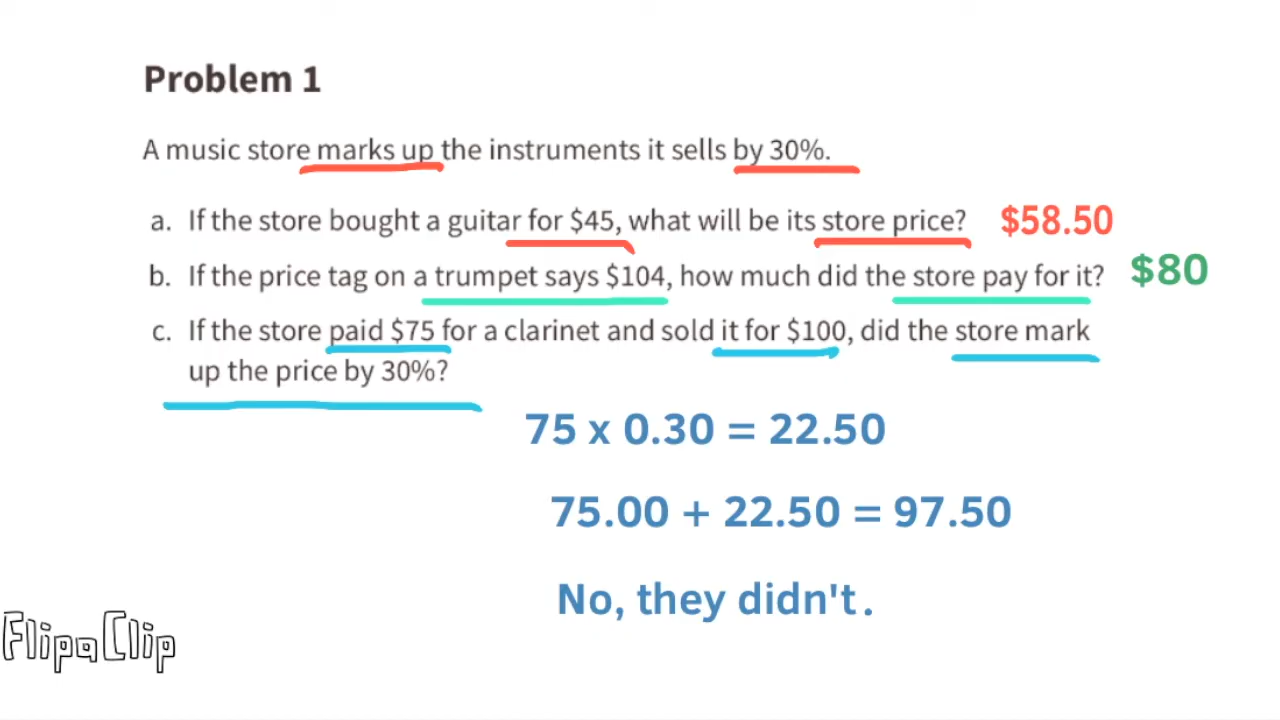 Problem 1
A music store marks up the instruments it sells by 30%.
a. If the store bought a guitar for $45, what will be its store price? $58.50
b. If the price tag on a trumpet says $104, how much did the store pay for it? $80
c. If the store paid $75 for a clarinet and sold it for $100, did the store mark
up the price by 30%?
75 x 0.30 = 22.50
75.00 + 22.50 = 97.50
No, they didn't.
FlipaClip